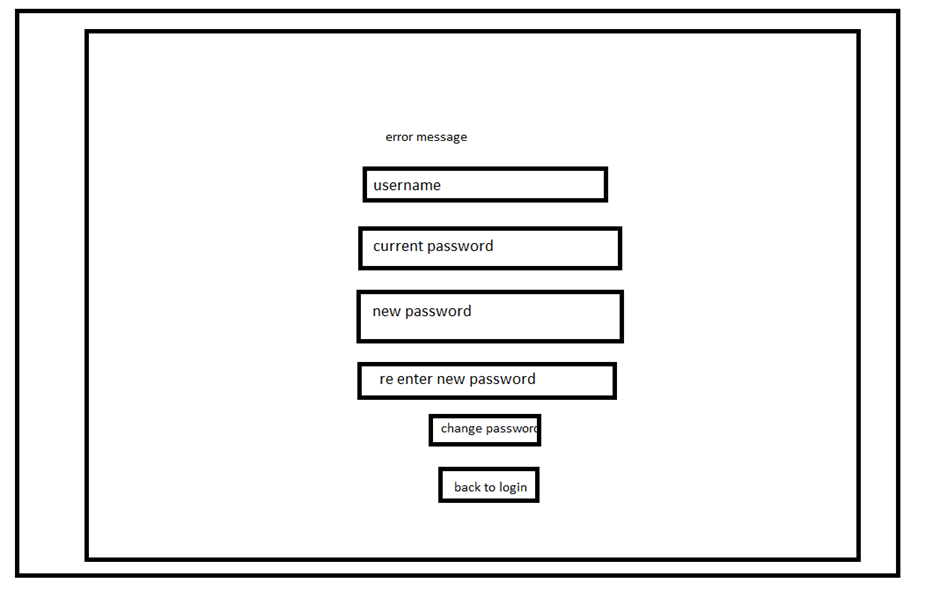 error message
username
current password
new password
re enter new password
change password
back to login